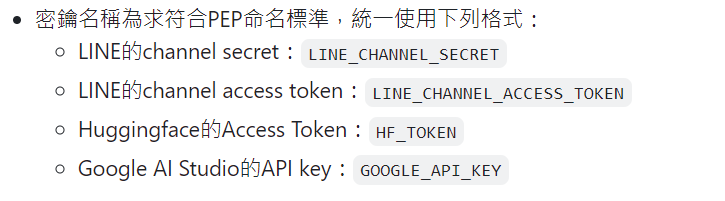 密鑰名稱為求符合PEP命名標準，統一使用下列格式：
LINE的channel secret：LINE_CHANNEL_SECRET
LINE的channel access token：LINE_CHANNEL_ACCESS_TOKEN
Huggingface的Access Token：HF_TOKEN
Google AI Studio的API key：GOOGLE_API_KEY